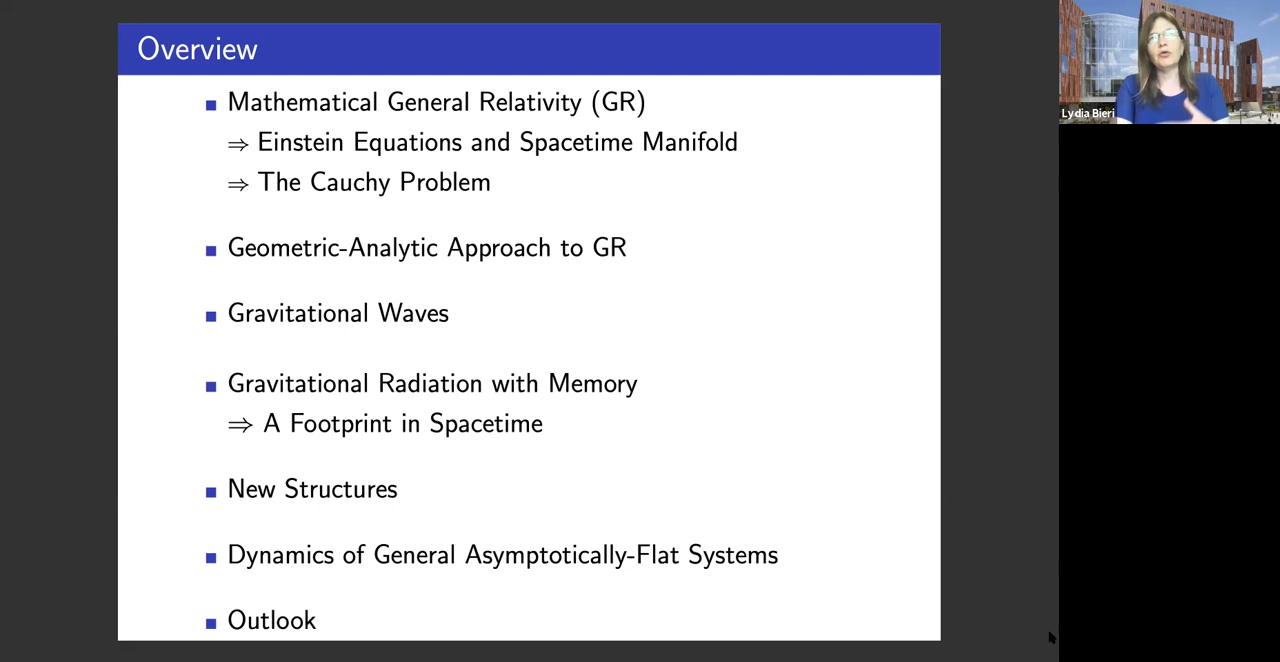 Overview
Mathematical General Relativity (GR)
⇒ Einstein Equations and Spacetime Manifold
⇒ The Cauchy Problem
Geometric-Analytic Approach to GR
Gravitational Waves
Gravitational Radiation with Memory
⇒ A Footprint in Spacetime
New Structures
Dynamics of General Asymptotically-Flat Systems
Outlook
Lydia Bieri